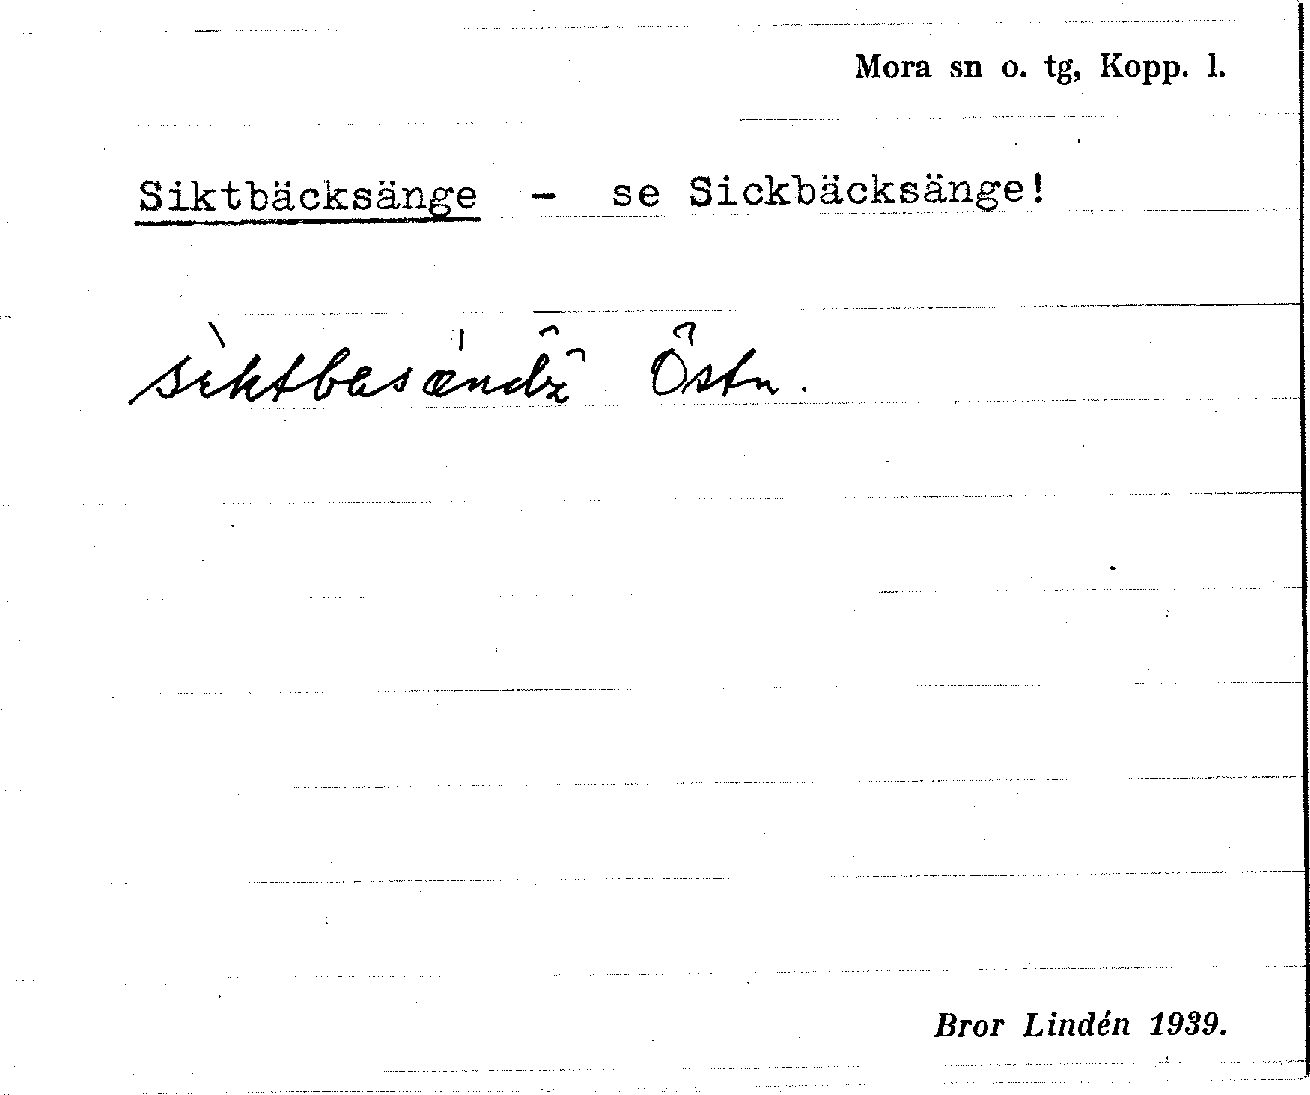 Mora sn o. tg, Kopp. l.
Siktbäcksänge - se Sickbäcksänge!
Östn.
Bror Lindén 1939.